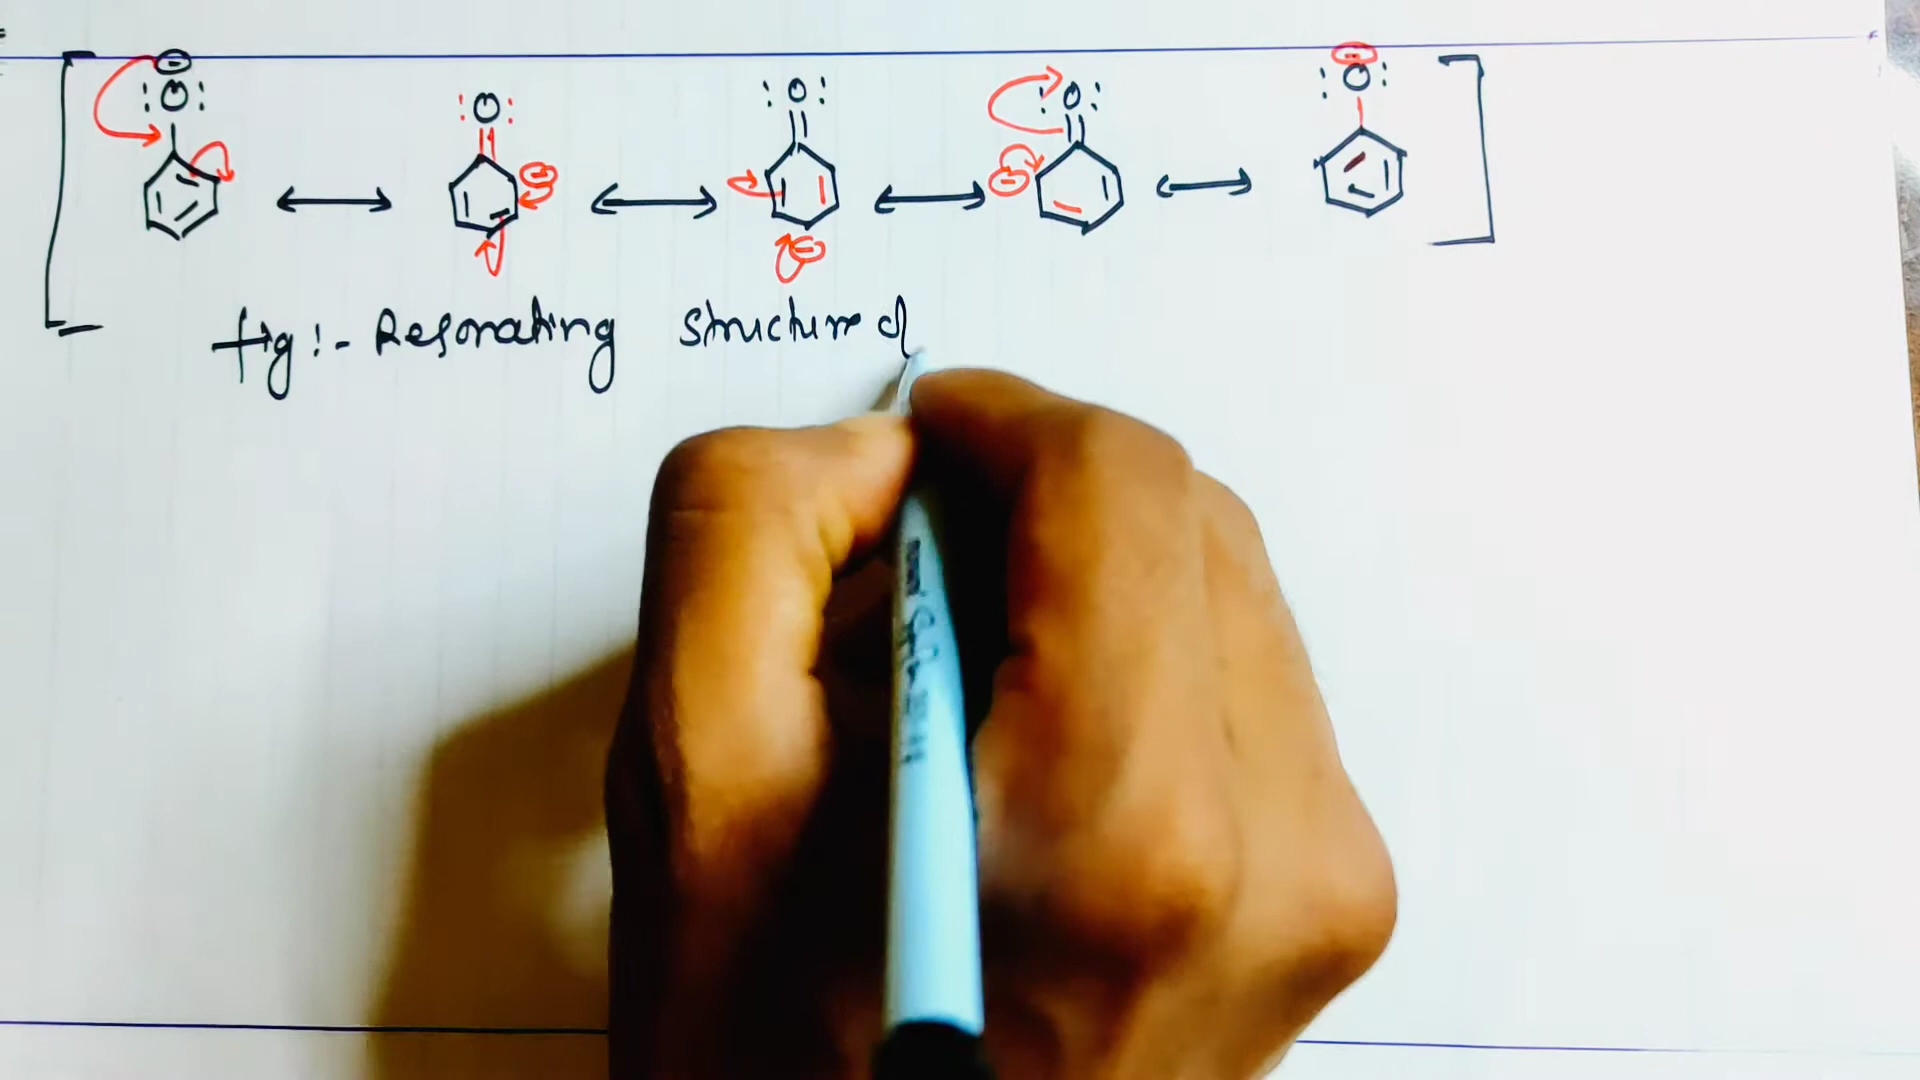 :O: :O: :O: :O: :O:
fig :- Resonating structure of